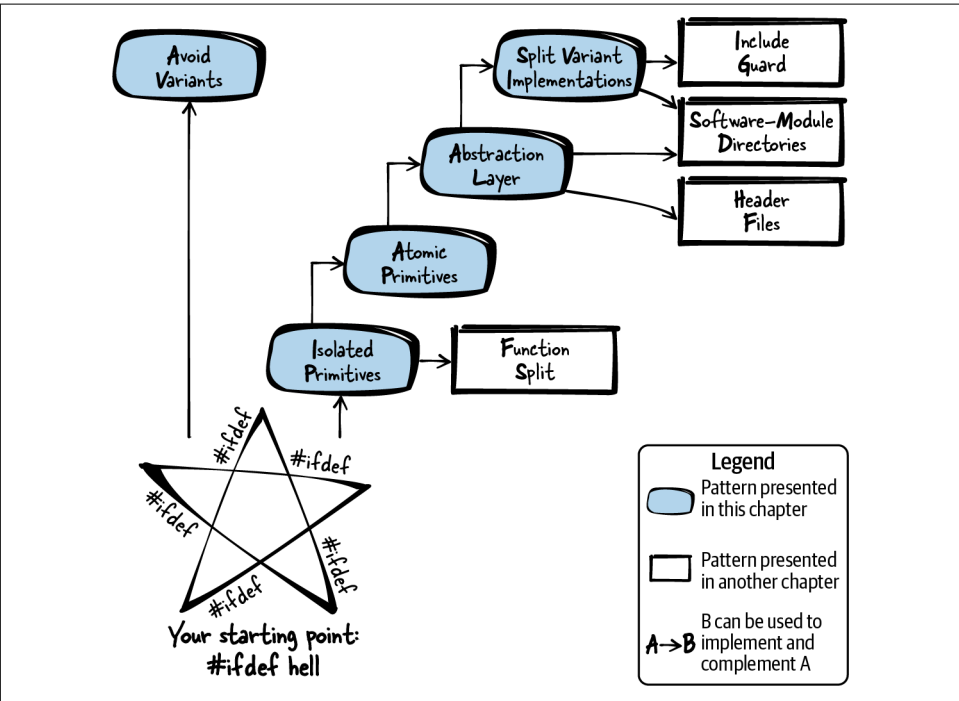 Avoid
Variants
Split Variant
Implementations
Include
Guard
Software-Module
Directories
Abstraction
Layer
Header
Files
Atomic
Primitives
Isolated
Primitives
Function
Split
#ifdef
#ifdef
#ifdef
#ifdef
#ifdef
Your starting point:
#ifdef hell
Legend
Pattern presented
in this chapter
Pattern presented
in another chapter
A→B B can be used to
implement and
complement A